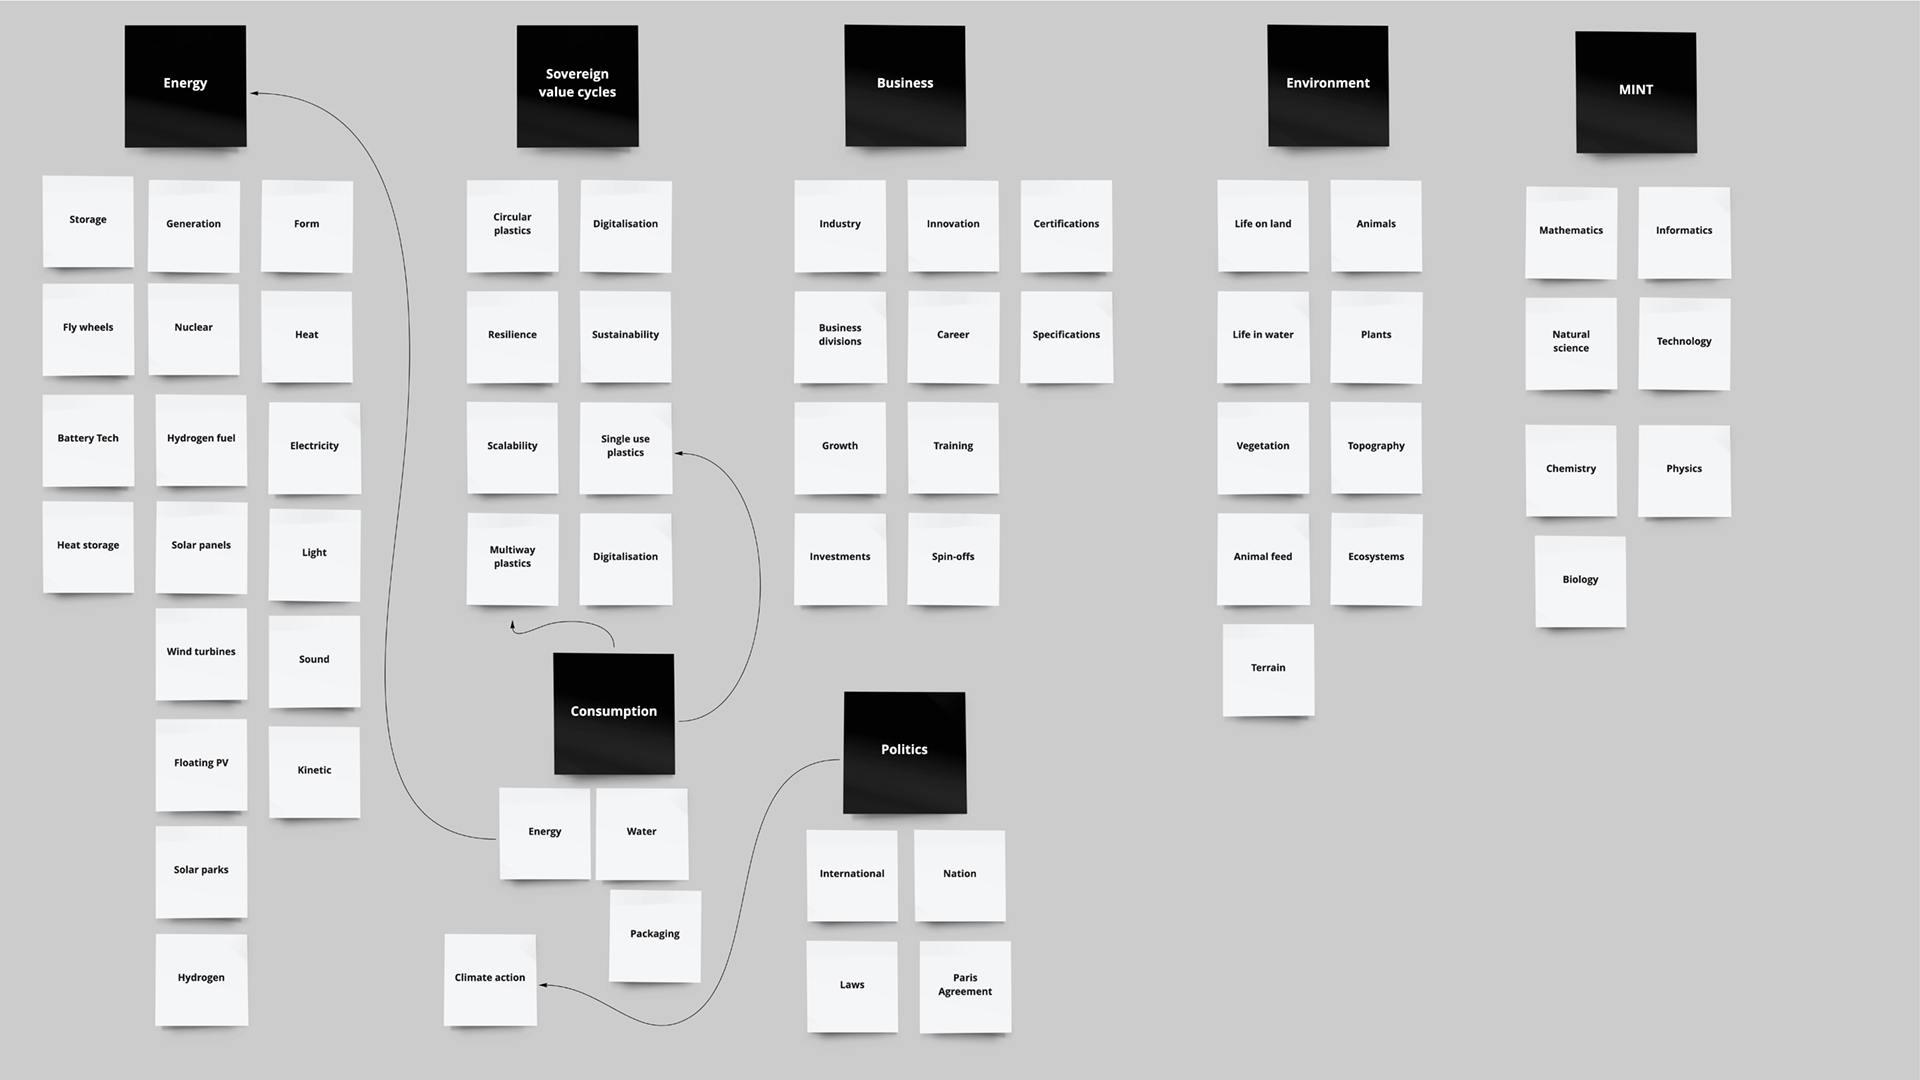 Energy
Storage
Generation
Form
Fly wheels
Nuclear
Heat
Battery Tech
Hydrogen fuel
Electricity
Heat storage
Solar panels
Light
Wind turbines
Sound
Floating PV
Kinetic
Solar parks
Hydrogen
Sovereign
value cycles
Circular
plastics
Digitalisation
Resilience
Sustainability
Scalability
Single use
plastics
Multiway
plastics
Digitalisation
Consumption
Energy
Water
Packaging
Climate action
Business
Industry
Innovation
Certifications
Business
divisions
Career
Specifications
Growth
Training
Investments
Spin-offs
Politics
International
Nation
Laws
Paris
Agreement
Environment
Life on land
Animals
Life in water
Plants
Vegetation
Topography
Animal feed
Ecosystems
Terrain
MINT
Mathematics
Informatics
Natural
science
Technology
Chemistry
Physics
Biology